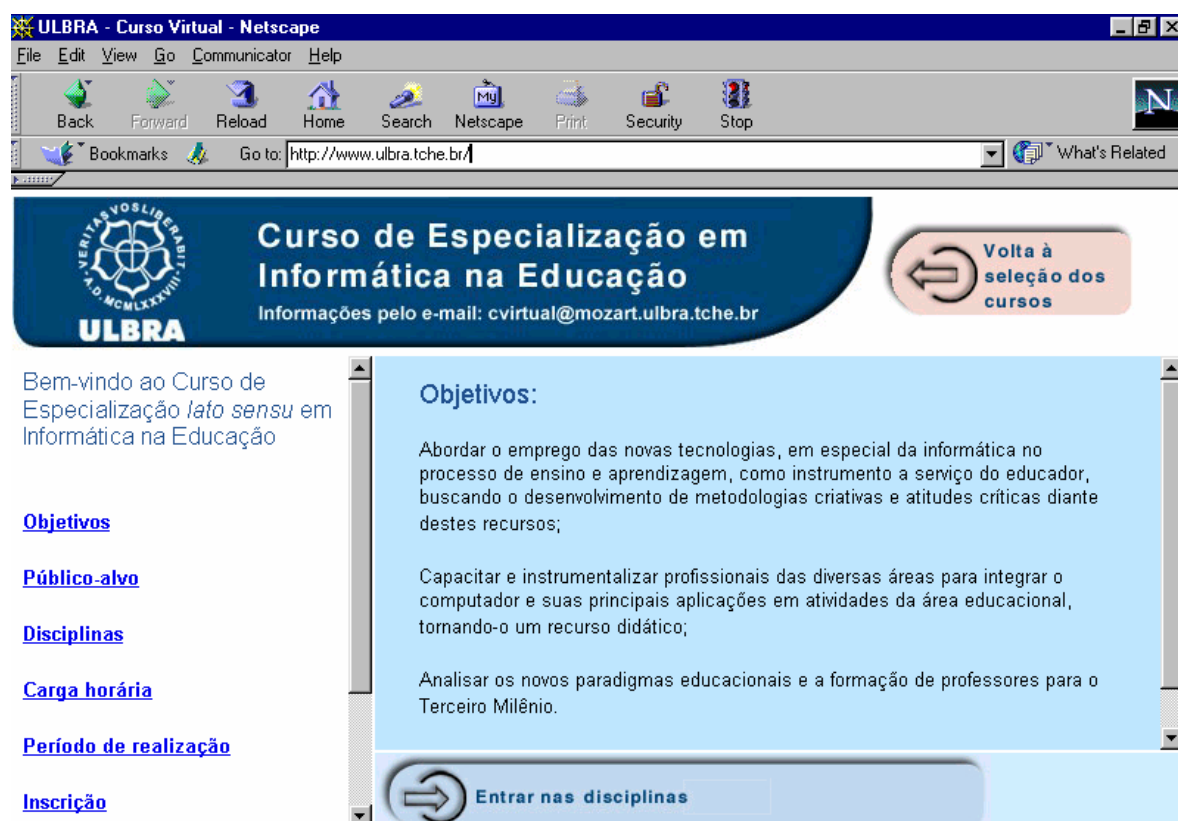 ULBRA - Curso Virtual - Netscape
File Edit View Go Communicator Help
Back Forward Reload Home Search Netscape Print Security Stop
My
N
Bookmarks Go to: http://www.ulbra.tche.br/ What's Related
VERITAS VOS LIBERABIT
A.D. MCMLXXXVIII
ULBRA
Curso de Especialização em
Informática na Educação
Informações pelo e-mail: cvirtual@mozart.ulbra.tche.br
Volta à
seleção dos
cursos
Bem-vindo ao Curso de
Especialização lato sensu em
Informática na Educação
Objetivos
Público-alvo
Disciplinas
Carga horária
Período de realização
Inscrição
Objetivos:
Abordar o emprego das novas tecnologias, em especial da informática no
processo de ensino e aprendizagem, como instrumento a serviço do educador,
buscando o desenvolvimento de metodologias criativas e atitudes críticas diante
destes recursos;
Capacitar e instrumentalizar profissionais das diversas áreas para integrar o
computador e suas principais aplicações em atividades da área educacional,
tornando-o um recurso didático;
Analisar os novos paradigmas educacionais e a formação de professores para o
Terceiro Milênio.
Entrar nas disciplinas